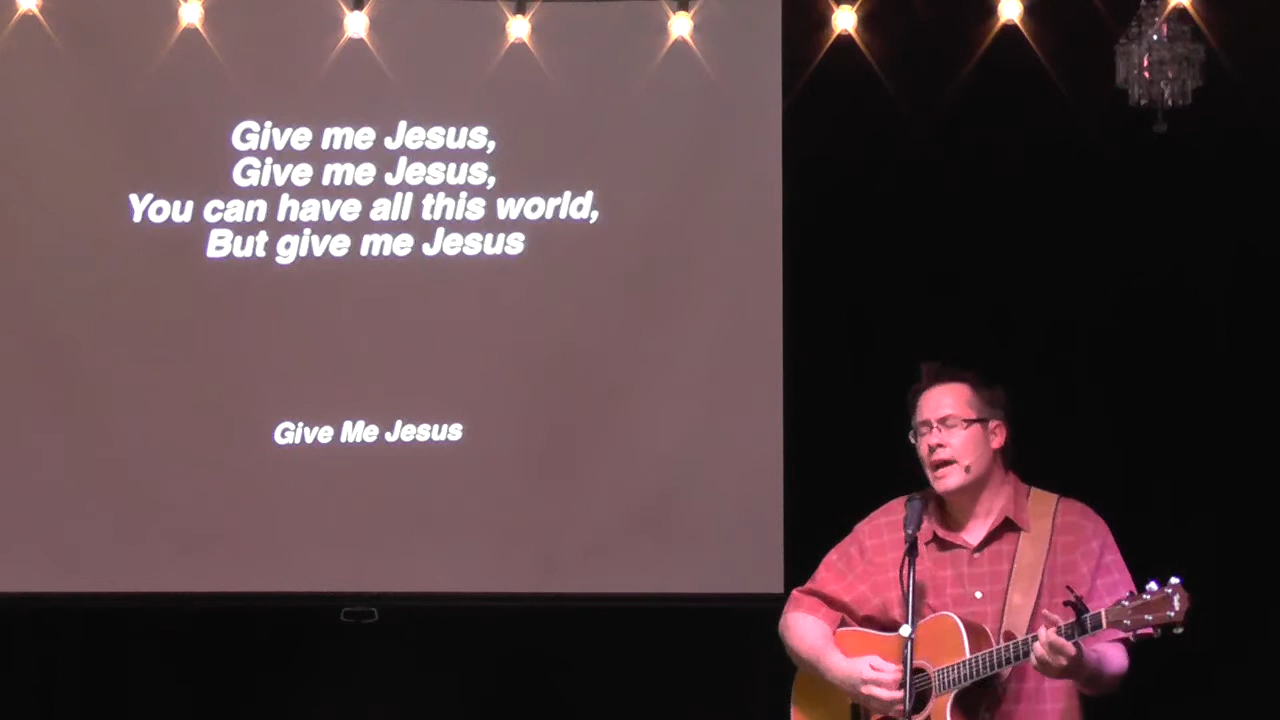 Give me Jesus,
Give me Jesus,
You can have all this world,
But give me Jesus
Give Me Jesus